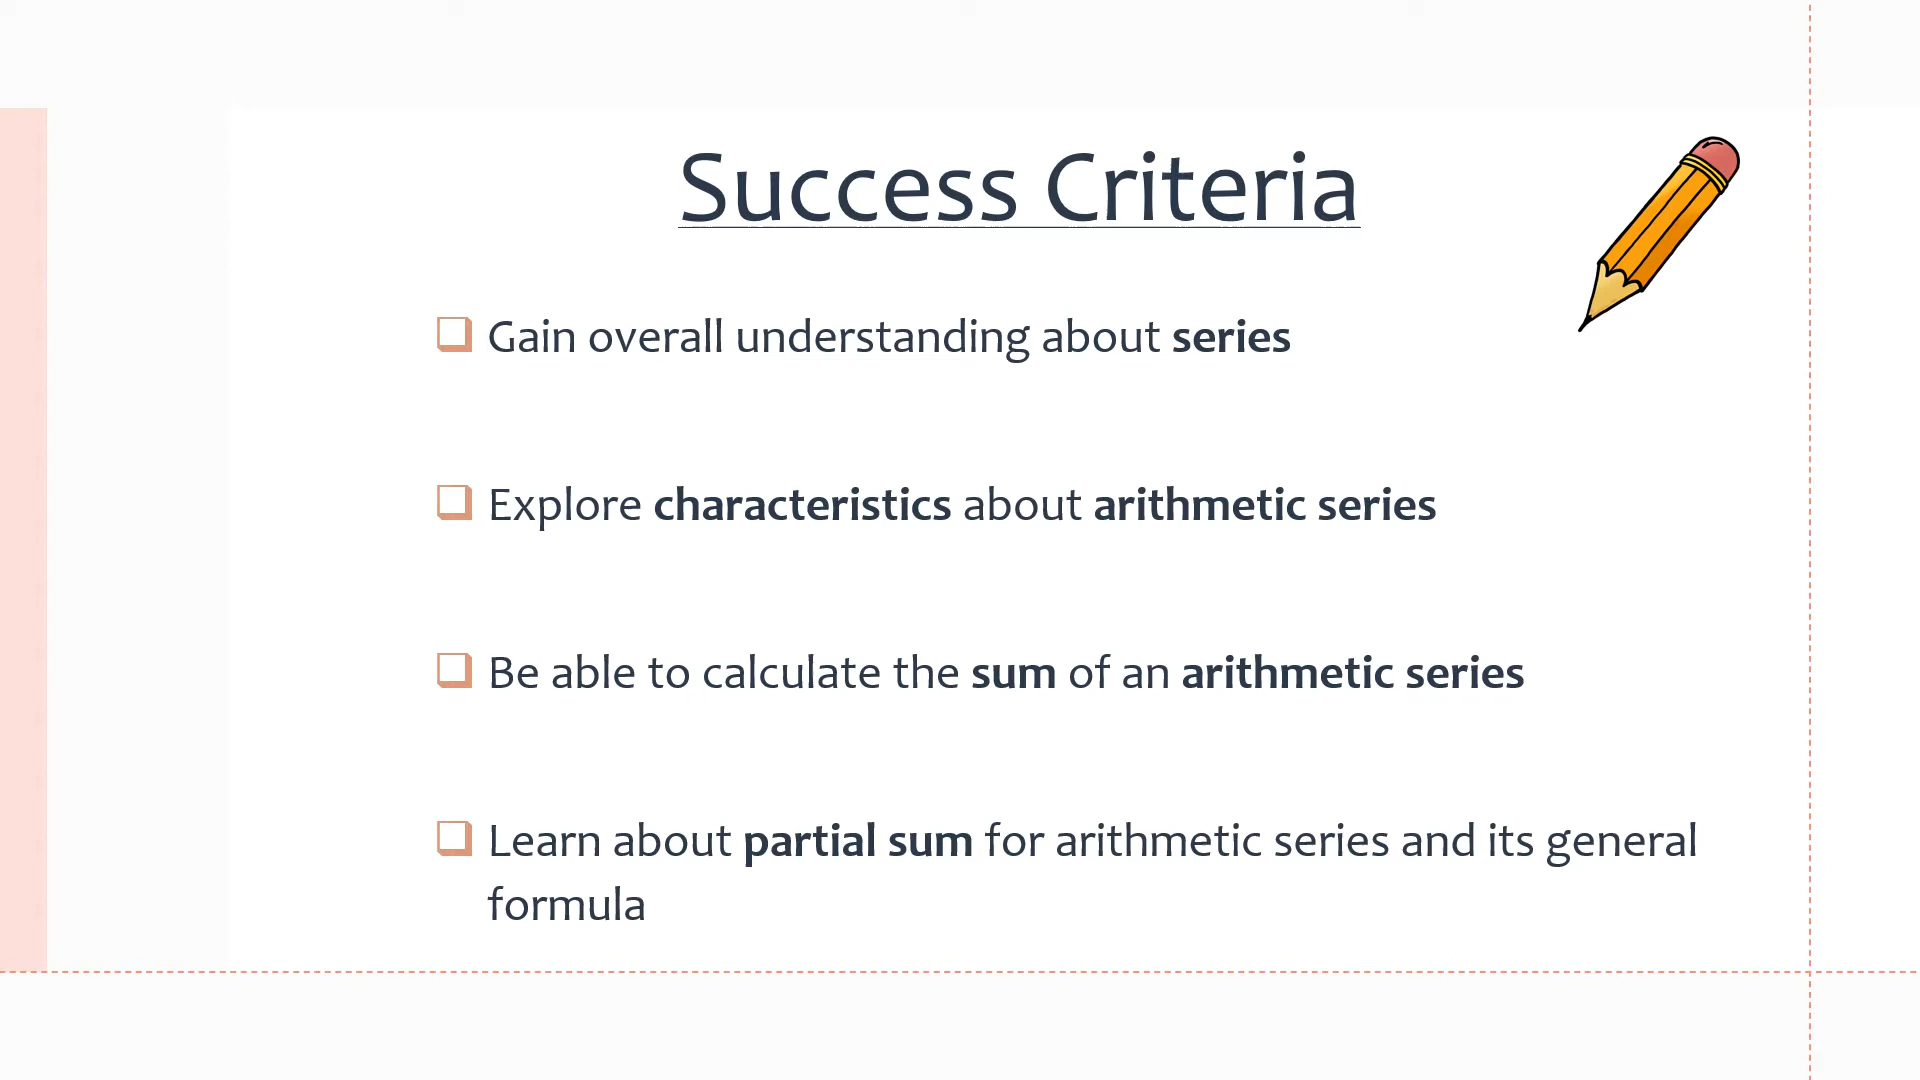 Success Criteria
Gain overall understanding about series
Explore characteristics about arithmetic series
Be able to calculate the sum of an arithmetic series
Learn about partial sum for arithmetic series and its general
formula